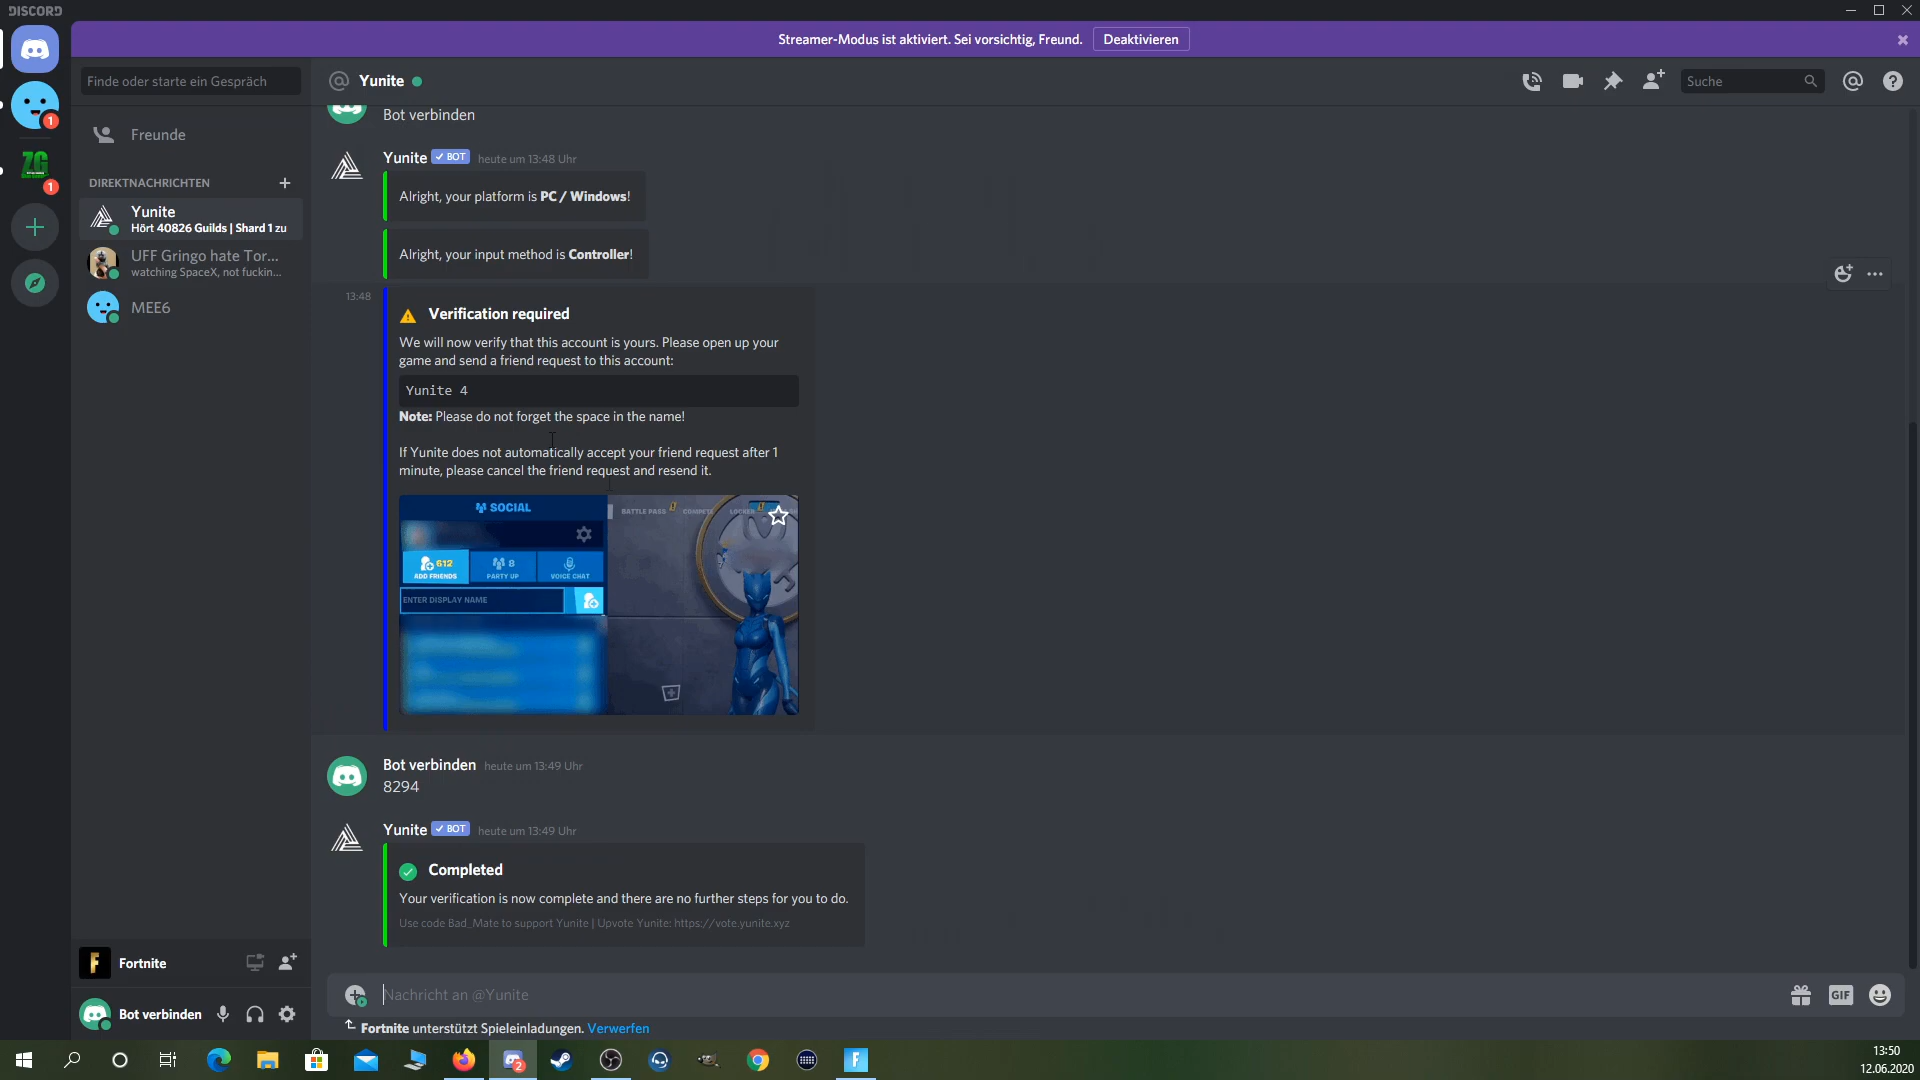 DISCORD
Streamer-Modus ist aktiviert. Sei vorsichtig, Freund.
Deaktivieren
Finde oder starte ein Gespräch
Yunite
Suche
1
Freunde
ZG
1
DIREKTNACHRICHTEN
Yunite
Hört 40826 Guilds | Shard 1 zu
UFF Gringo hate Tor...
watching SpaceX, not fuckin...
MEE6
Bot verbinden
Yunite BOT heute um 13:48 Uhr
Alright, your platform is PC / Windows!
Alright, your input method is Controller!
13:48
Verification required
We will now verify that this account is yours. Please open up your
game and send a friend request to this account:
Yunite 4
Note: Please do not forget the space in the name!
If Yunite does not automatically accept your friend request after 1
minute, please cancel the friend request and resend it.
SOCIAL
BATTLE PASS
COMPETE
LOCKER
612
ADD FRIENDS
8
PARTY UP
VOICE CHAT
ENTER DISPLAY NAME
Bot verbinden heute um 13:49 Uhr
8294
Yunite BOT heute um 13:49 Uhr
Completed
Your verification is now complete and there are no further steps for you to do.
Use code Bad_Mate to support Yunite | Upvote Yunite: https://vote.yunite.xyz
F
Fortnite
Bot verbinden
Nachricht an @Yunite
GIF
Fortnite unterstützt Spieleinladungen. Verwerfen
2
F
13:50
12.06.2020